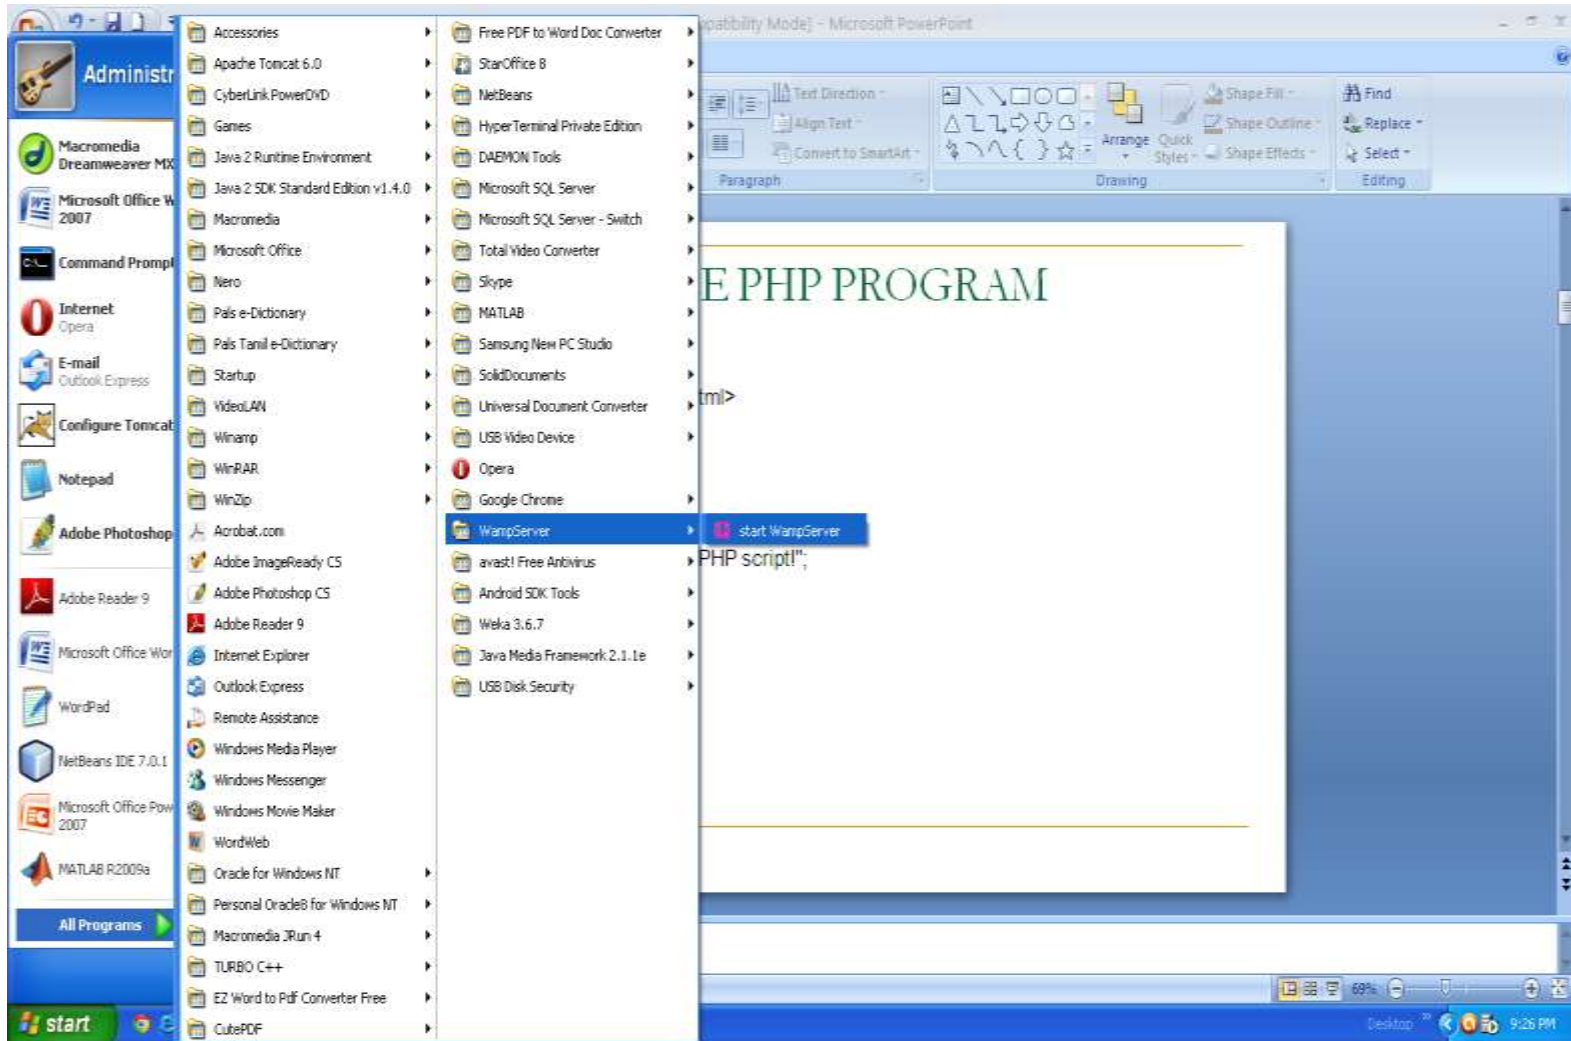 patibility Mode] - Microsoft PowerPoint
Administr
Macromedia
Dreamweaver MX
Microsoft Office W
2007
Command Prompt
Internet
Opera
E-mail
Outlook Express
Configure Tomcat
Notepad
Adobe Photoshop
Adobe Reader 9
Microsoft Office Wor
WordPad
NetBeans IDE 7.0.1
Microsoft Office Pow
2007
MATLAB R2009a
All Programs
start
Accessories
Apache Tomcat 6.0
CyberLink PowerDVD
Games
Java 2 Runtime Environment
Java 2 SDK Standard Edition v1.4.0
Macromedia
Microsoft Office
Nero
Pals e-Dictionary
Pals Tamil e-Dictionary
Startup
VideoLAN
Winamp
WinRAR
WinZip
Acrobat.com
Adobe ImageReady CS
Adobe Photoshop CS
Adobe Reader 9
Internet Explorer
Outlook Express
Remote Assistance
Windows Media Player
Windows Messenger
Windows Movie Maker
WordWeb
Oracle for Windows NT
Personal Oracle8 for Windows NT
Macromedia JRun 4
TURBO C++
EZ Word to Pdf Converter Free
CutePDF
Free PDF to Word Doc Converter
StarOffice 8
NetBeans
HyperTerminal Private Edition
DAEMON Tools
Microsoft SQL Server
Microsoft SQL Server - Switch
Total Video Converter
Skype
MATLAB
Samsung New PC Studio
SolidDocuments
Universal Document Converter
USB Video Device
Opera
Google Chrome
WampServer
avast! Free Antivirus
Android SDK Tools
Weka 3.6.7
Java Media Framework 2.1.1e
USB Disk Security
start WampServer
Text Direction
Align Text
Convert to SmartArt
Paragraph
Arrange
Quick
Styles
Shape Fill
Shape Outline
Shape Effects
Drawing
Find
Replace
Select
Editing
E PHP PROGRAM
tml>
PHP script!";
69%
Desktop
9:26 PM